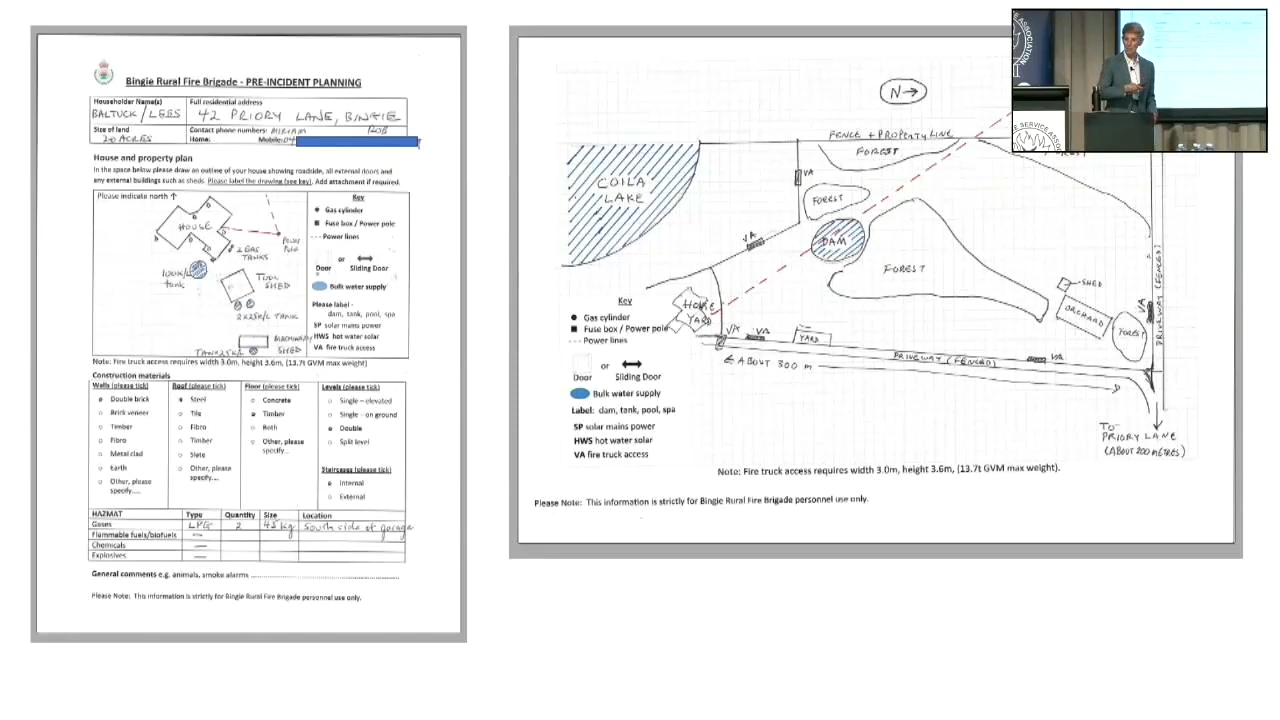 Bingie Rural Fire Brigade - PRE-INCIDENT PLANNING
Householder Name(s)
BALTUCK / LEES
Full residential address
42 PRIORY LANE, BINGIE
Size of land
20 ACRES
Contact phone numbers: MIRIAM
Home: Mobile: 04
House and property plan
In the space below please draw an outline of your house showing roadside, all external doors and
any external buildings such as sheds. Please label the drawing (see key). Add attachment if required.
Please indicate north ↑
HOUSE
POWER
POLE
2 GAS
TANKS
100K/L
tank
TOOL
SHED
2X25K/L TANK
MACHINERY
SHED
Key
Gas cylinder
Fuse box / Power pole
Power lines
or
Door Sliding Door
Bulk water supply
Please label -
dam, tank, pool, spa
SP solar mains power
HWS hot water solar
VA fire truck access
Note: Fire truck access requires width 3.0m, height 3.6m, (13.7t GVM max weight)
Construction materials
Walls (please tick)
Double brick
Brick veneer
Timber
Fibro
Metal clad
Earth
Other, please
specify.....
Roof (please tick)
Steel
Tile
Fibro
Timber
Slate
Other, please
specify....
Floor (please tick)
Concrete
Timber
Both
Other, please
specify...
Levels (please tick)
Single – elevated
Single – on ground
Double
Split level
Staircases (please tick)
Internal
External
HAZMAT Type Quantity Size Location
Gases LPG 2 45kg South side of garage
Flammable fuels/biofuels —
Chemicals —
Explosives —
General comments e.g. animals, smoke alarms
Please Note: This information is strictly for Bingie Rural Fire Brigade personnel use only.
N→
FENCE + PROPERTY LINE
FOREST
COILA
LAKE
VA
FOREST
DAM
VA
FOREST
HOUSE
YARD
VA
VA
YARD
SHED
ORCHARD
FOREST
VA
DRIVEWAY (FENCED)
DRIVEWAY (FENCED)
VA
← ABOUT 300 m
TO
PRIORY LANE
(ABOUT 200 METRES)
Key
Gas cylinder
Fuse box / Power pole
Power lines
or
Door Sliding Door
Bulk water supply
Label: dam, tank, pool, spa
SP solar mains power
HWS hot water solar
VA fire truck access
Note: Fire truck access requires width 3.0m, height 3.6m, (13.7t GVM max weight).
Please Note: This information is strictly for Bingie Rural Fire Brigade personnel use only.